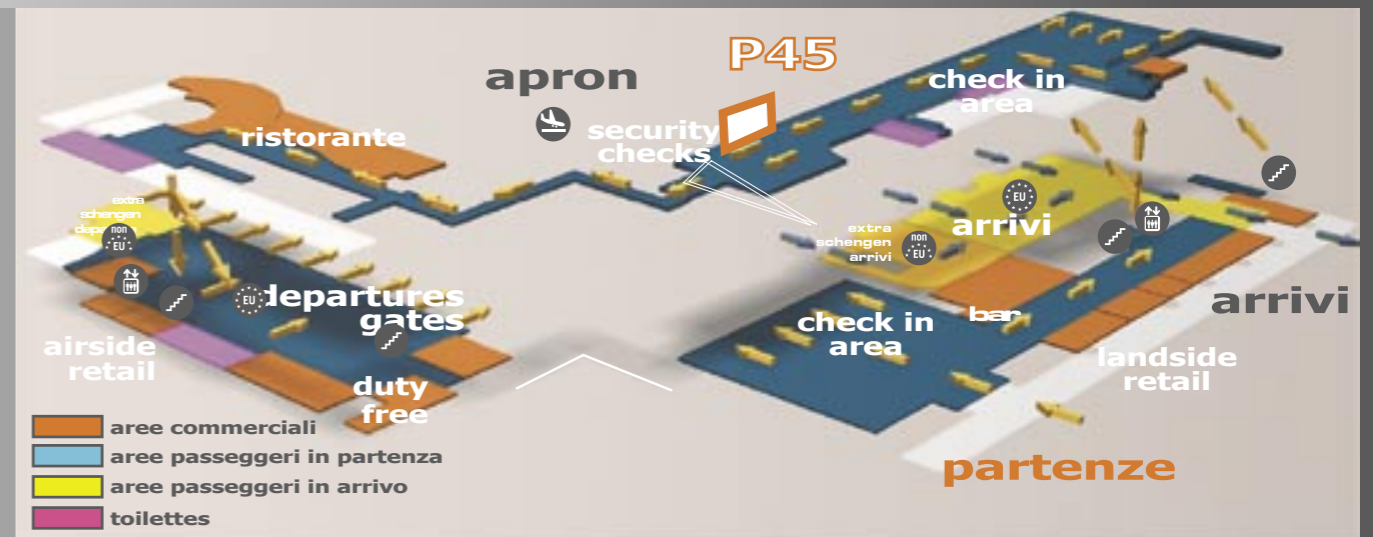 P45
apron
check in
area
ristorante
security
checks
extra
schengen
non
EU
EU
arrivi
extra
schengen
arrivi
non
EU
EU
departures
gates
arrivi
bar
check in
area
airside
retail
landside
retail
duty
free
aree commerciali
aree passeggeri in partenza
aree passeggeri in arrivo
toilettes
partenze